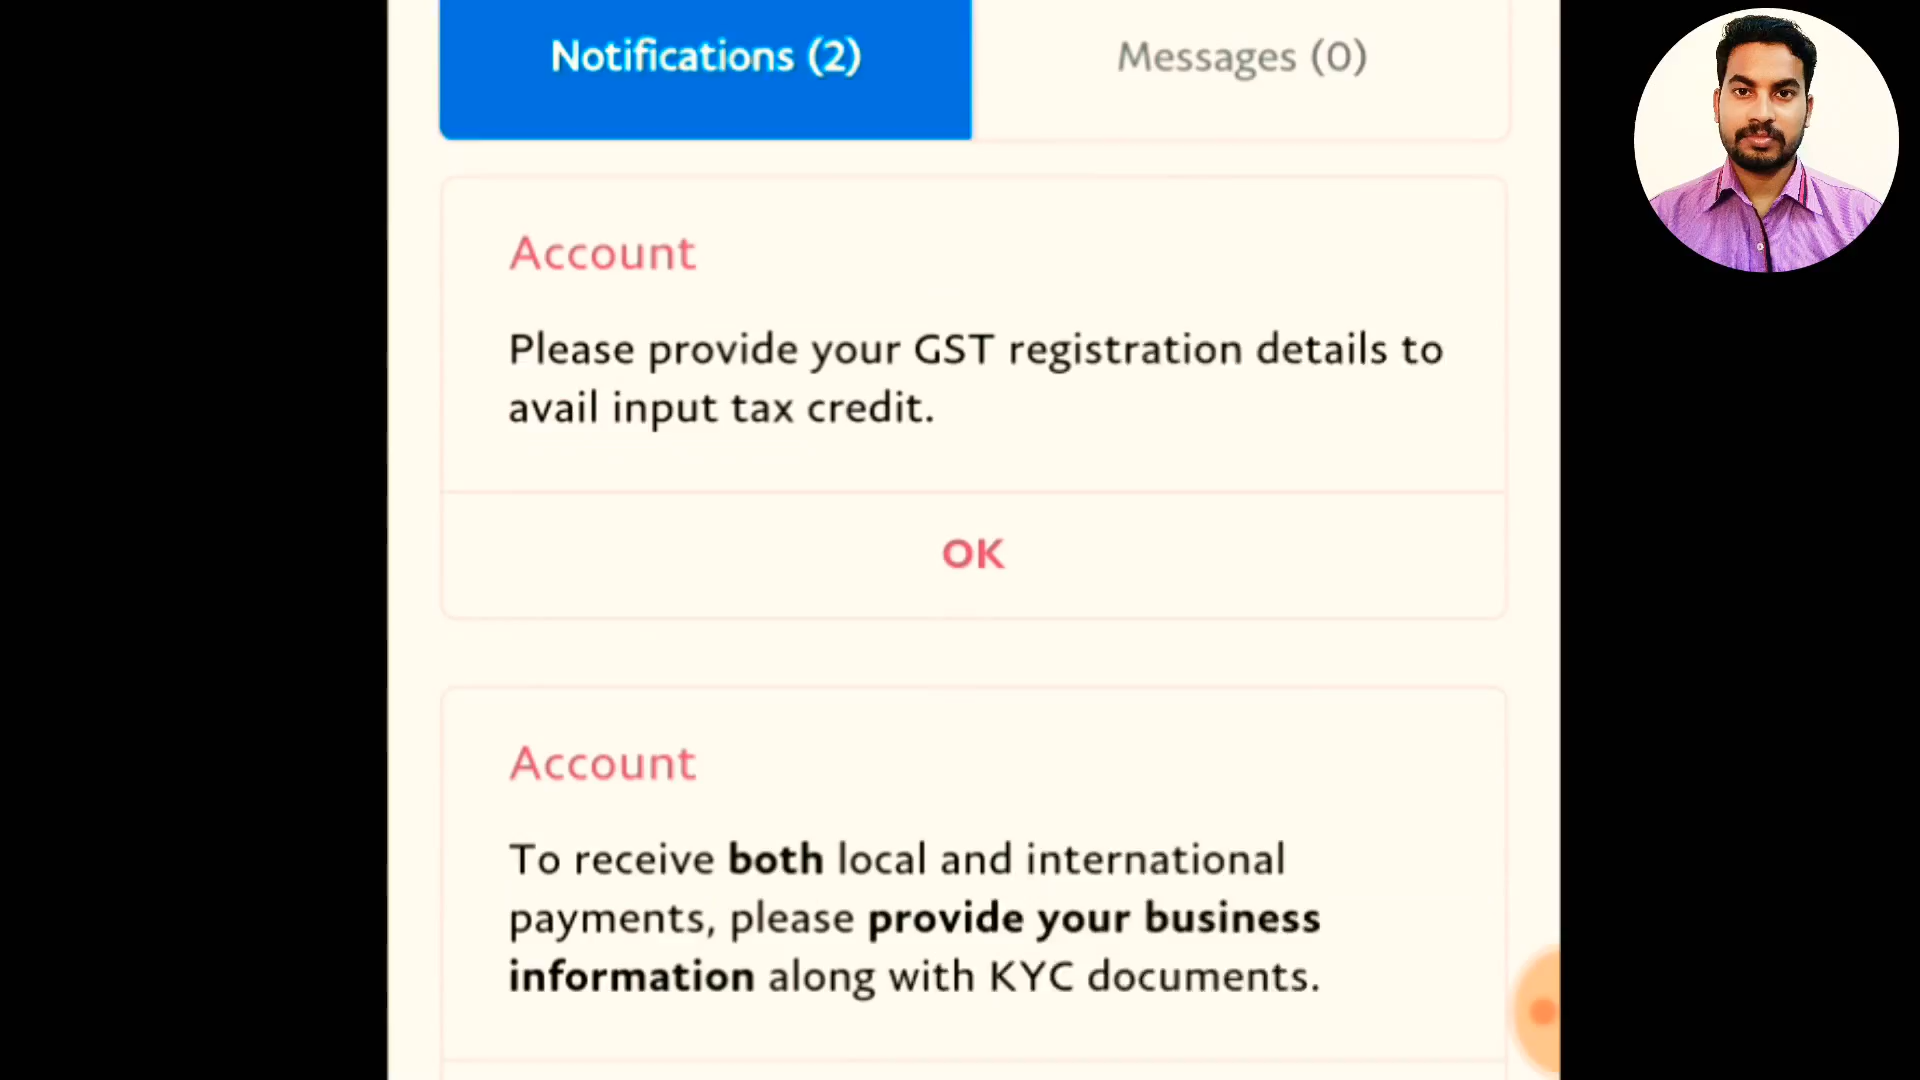 Notifications (2)
Messages (0)
Account
Please provide your GST registration details to
avail input tax credit.
OK
Account
To receive both local and international
payments, please provide your business
information along with KYC documents.